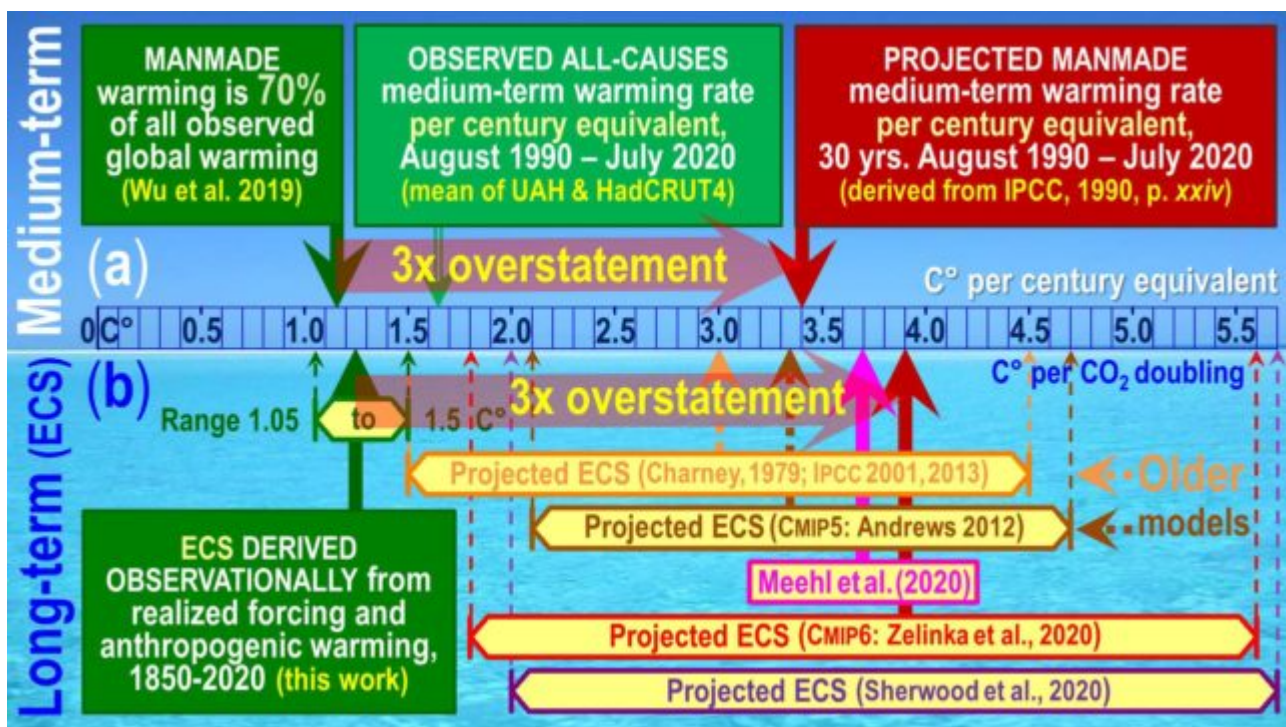 Medium-term
MANMADE
warming is 70%
of all observed
global warming
(Wu et al. 2019)
OBSERVED ALL-CAUSES
medium-term warming rate
per century equivalent,
August 1990 – July 2020
(mean of UAH & HadCRUT4)
PROJECTED MANMADE
medium-term warming rate
per century equivalent,
30 yrs. August 1990 – July 2020
(derived from IPCC, 1990, p. xxiv)
(a)
3x overstatement
C° per century equivalent
0 C° 0.5 1.0 1.5 2.0 2.5 3.0 3.5 4.0 4.5 5.0 5.5
Long-term (ECS)
(b)
3x overstatement
C° per CO₂ doubling
Range 1.05 to 1.5 C°
Projected ECS (Charney, 1979; IPCC 2001, 2013)
Older
Projected ECS (CMIP5: Andrews 2012)
models
ECS DERIVED
OBSERVATIONALLY from
realized forcing and
anthropogenic warming,
1850-2020 (this work)
Meehl et al. (2020)
Projected ECS (CMIP6: Zelinka et al., 2020)
Projected ECS (Sherwood et al., 2020)